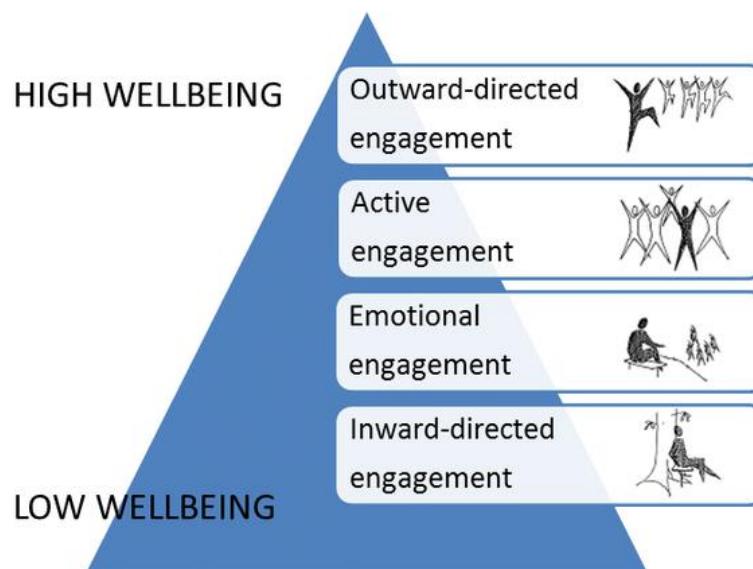 HIGH WELLBEING
Outward-directed
engagement
Active
engagement
Emotional
engagement
Inward-directed
engagement
LOW WELLBEING